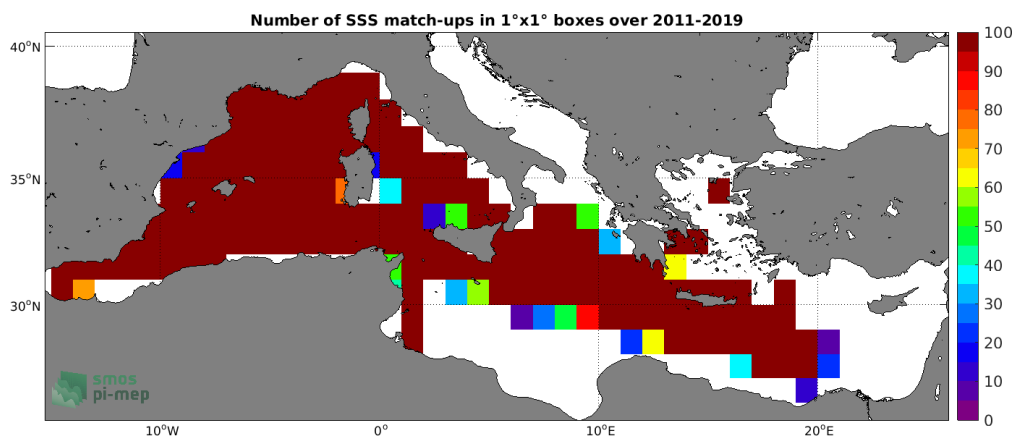 Number of SSS match-ups in 1°x1° boxes over 2011-2019
40°N
35°N
30°N
10°W
0°
10°E
20°E
100
90
80
70
60
50
40
30
20
10
0
smos
pi-mep